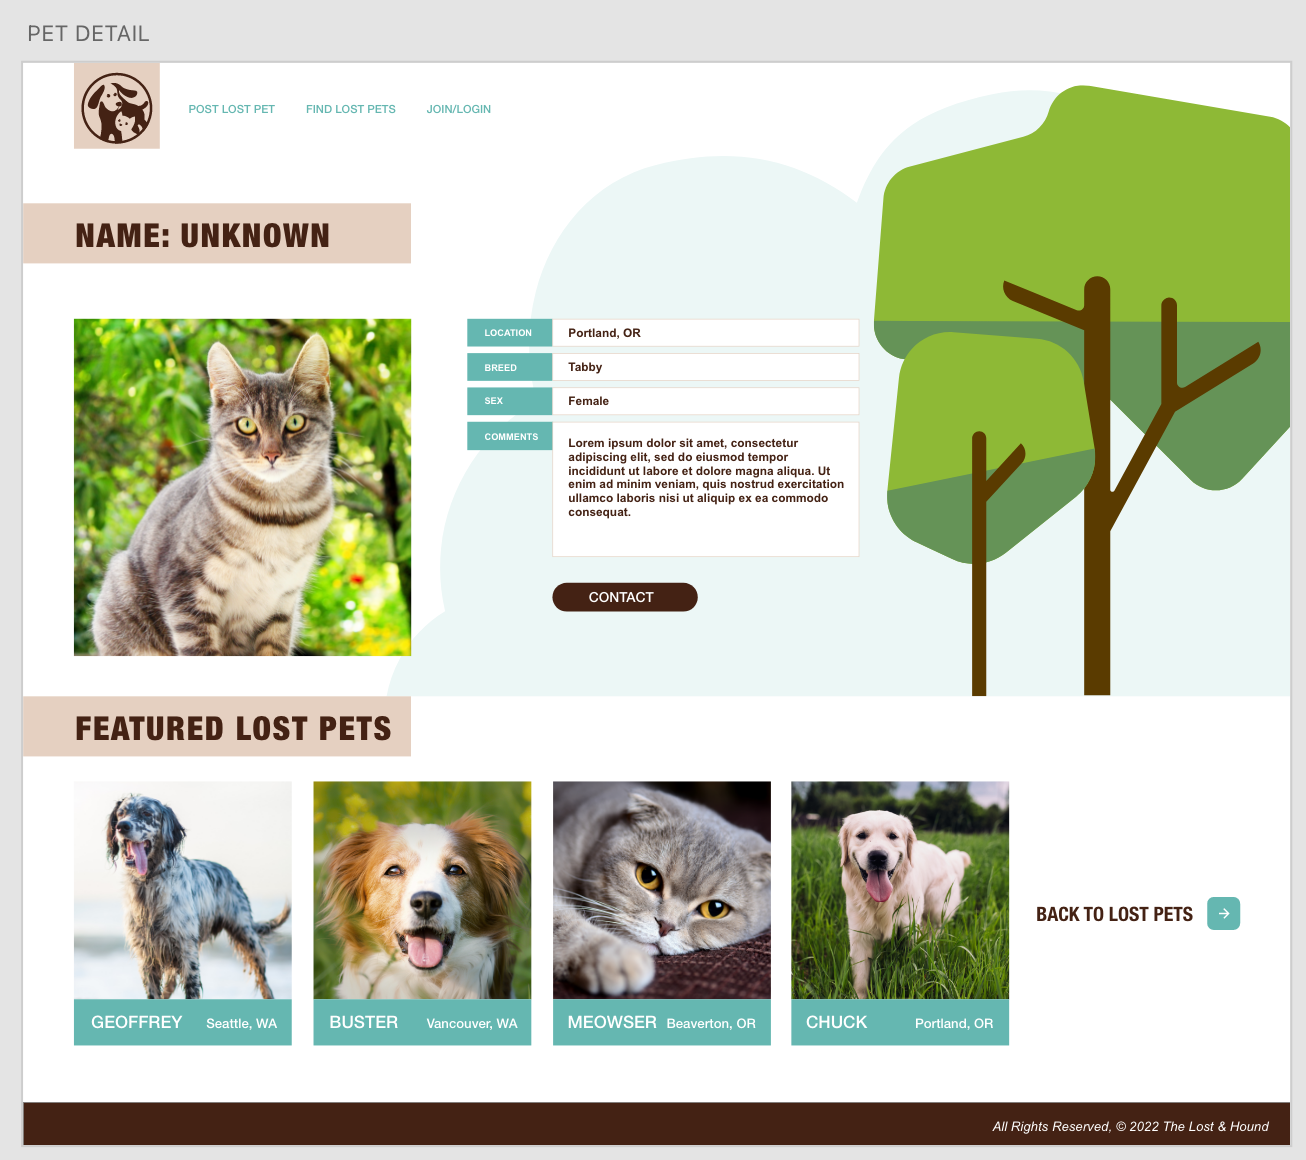 PET DETAIL
POST LOST PET FIND LOST PETS JOIN/LOGIN
NAME: UNKNOWN
LOCATION Portland, OR
BREED Tabby
SEX Female
COMMENTS
Lorem ipsum dolor sit amet, consectetur
adipiscing elit, sed do eiusmod tempor
incididunt ut labore et dolore magna aliqua. Ut
enim ad minim veniam, quis nostrud exercitation
ullamco laboris nisi ut aliquip ex ea commodo
consequat.
CONTACT
FEATURED LOST PETS
GEOFFREY Seattle, WA
BUSTER Vancouver, WA
MEOWSER Beaverton, OR
CHUCK Portland, OR
BACK TO LOST PETS
All Rights Reserved, © 2022 The Lost & Hound